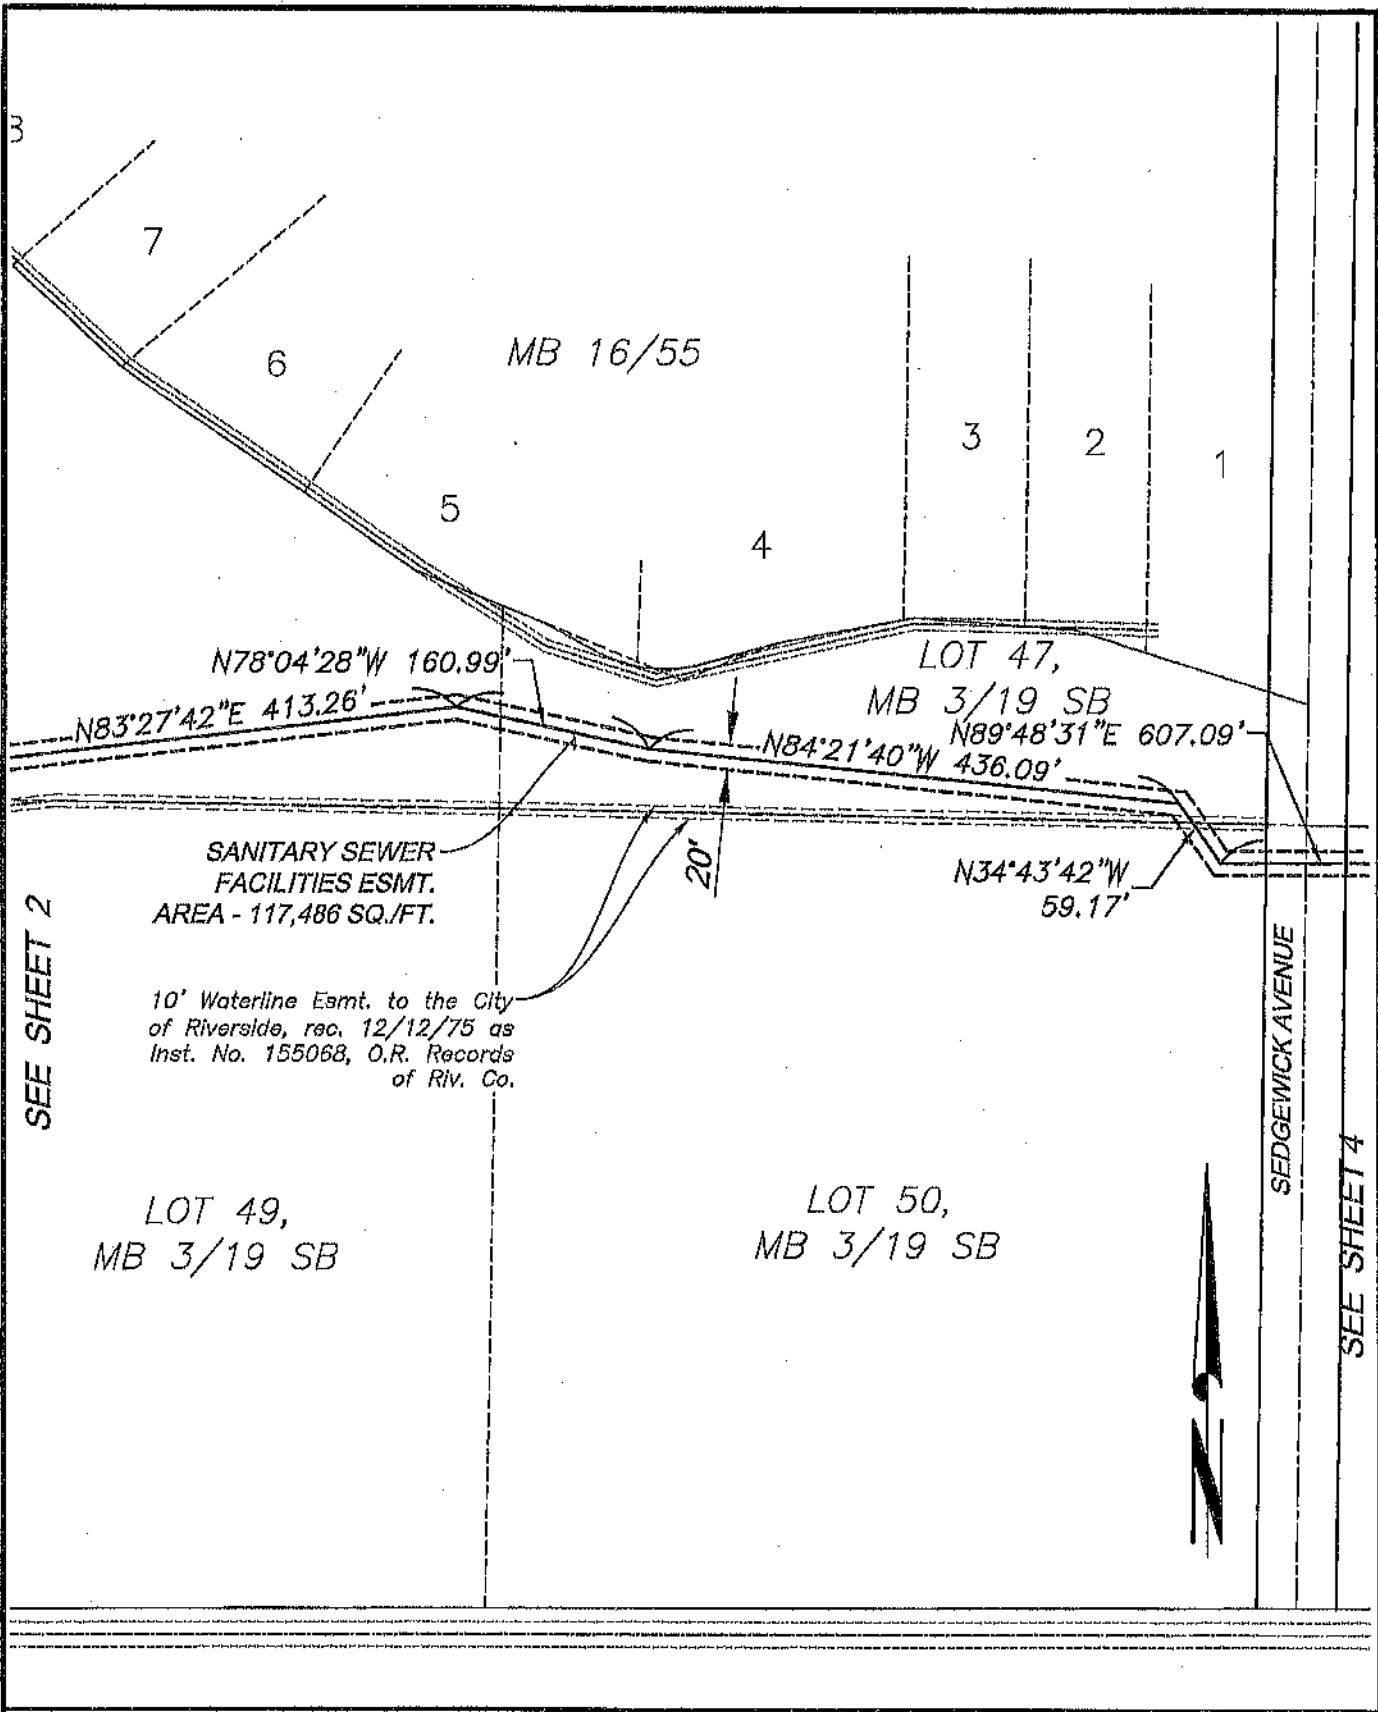 7
6
MB 16/55
3
2
1
5
4
N78°04'28"W 160.99'
LOT 47,
MB 3/19 SB
N83°27'42"E 413.26'
N89°48'31"E 607.09'
N84°21'40"W 436.09'
SANITARY SEWER
FACILITIES ESMT.
AREA - 117,486 SQ./FT.
20'
N34°43'42"W
59.17'
SEE SHEET 2
10' Waterline Esmt. to the City
of Riverside, rec. 12/12/75 as
Inst. No. 155068, O.R. Records
of Riv. Co.
SEDGEWICK AVENUE
SEE SHEET 4
LOT 49,
MB 3/19 SB
LOT 50,
MB 3/19 SB
N